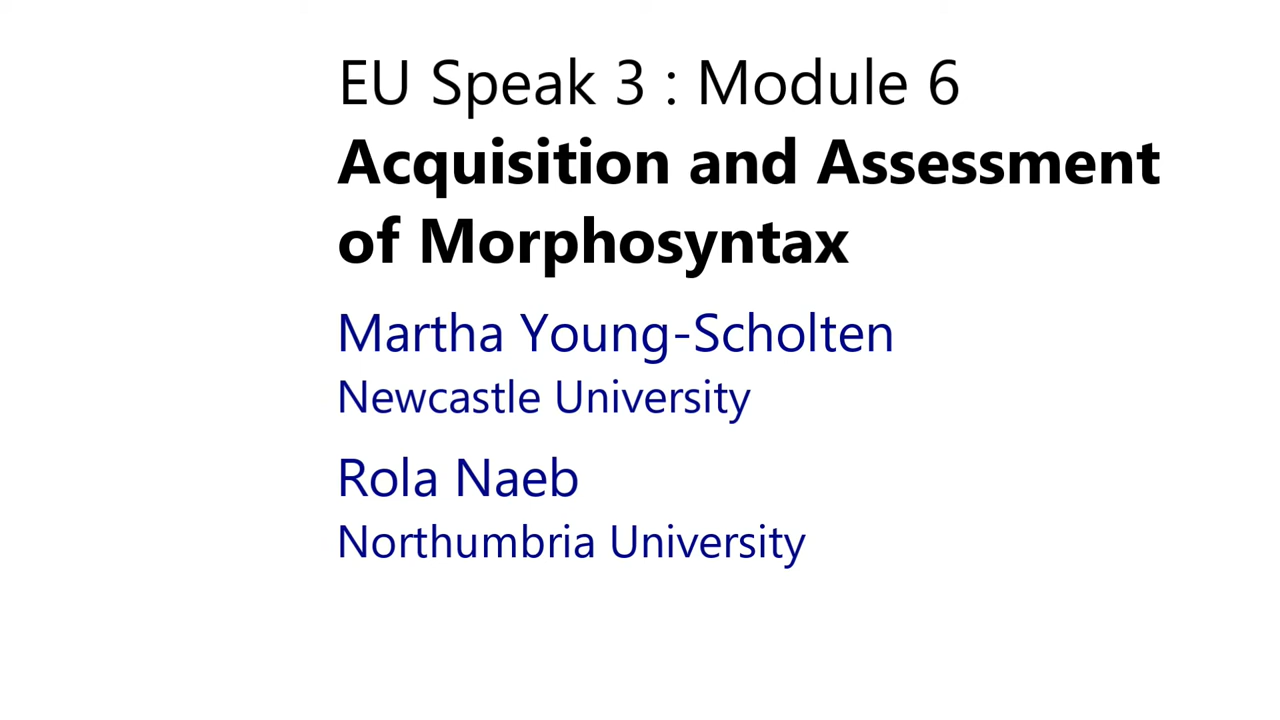 EU Speak 3 : Module 6
Acquisition and Assessment
of Morphosyntax
Martha Young-Scholten
Newcastle University
Rola Naeb
Northumbria University